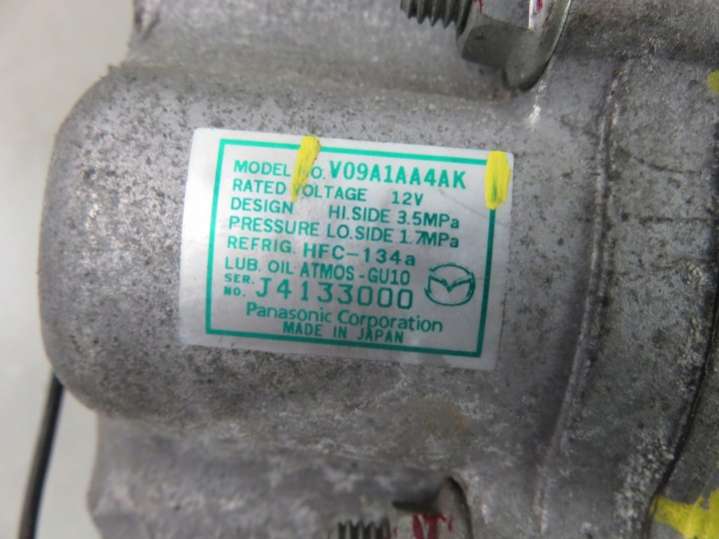 MODEL NO. V09A1AA4AK
RATED VOLTAGE 12V
DESIGN HI.SIDE 3.5MPa
PRESSURE LO.SIDE 1.7MPa
REFRIG. HFC-134a
LUB. OIL ATMOS-GU10
SER. NO. J4133000
Panasonic Corporation
MADE IN JAPAN